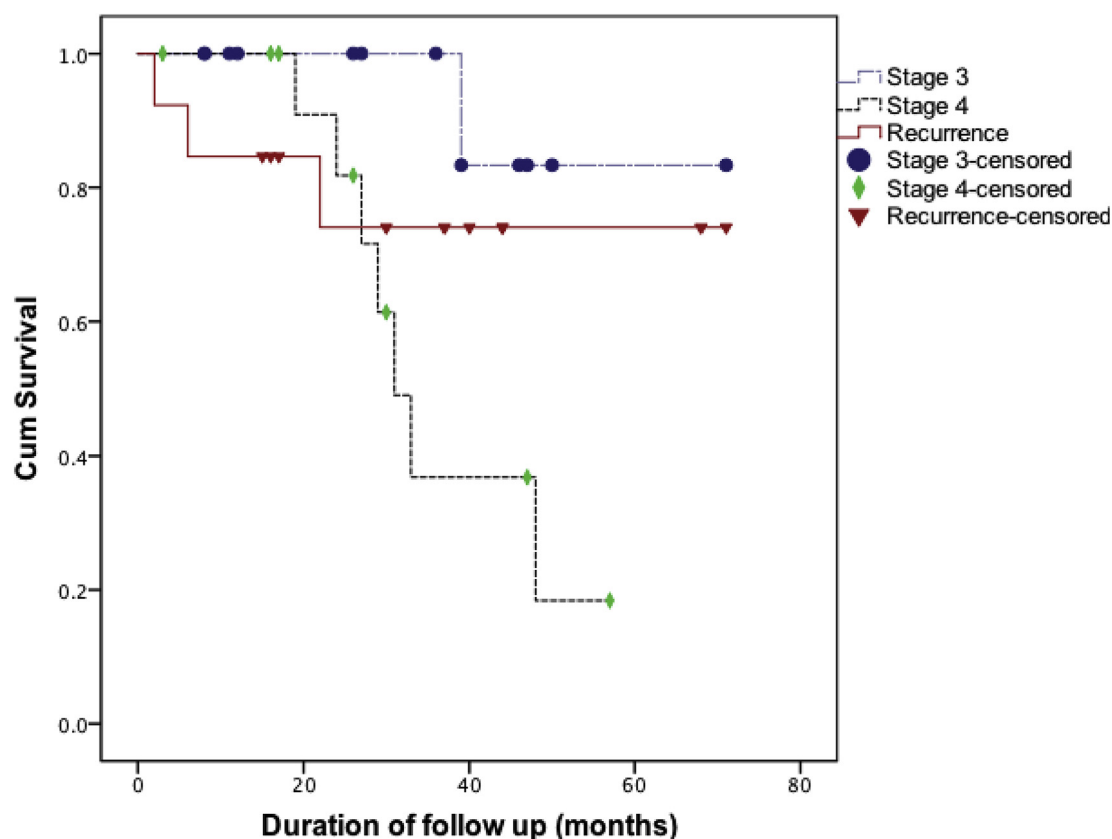 1.0
0.8
0.6
0.4
0.2
0.0
Cum Survival
0 20 40 60 80
Duration of follow up (months)
Stage 3
Stage 4
Recurrence
Stage 3-censored
Stage 4-censored
Recurrence-censored